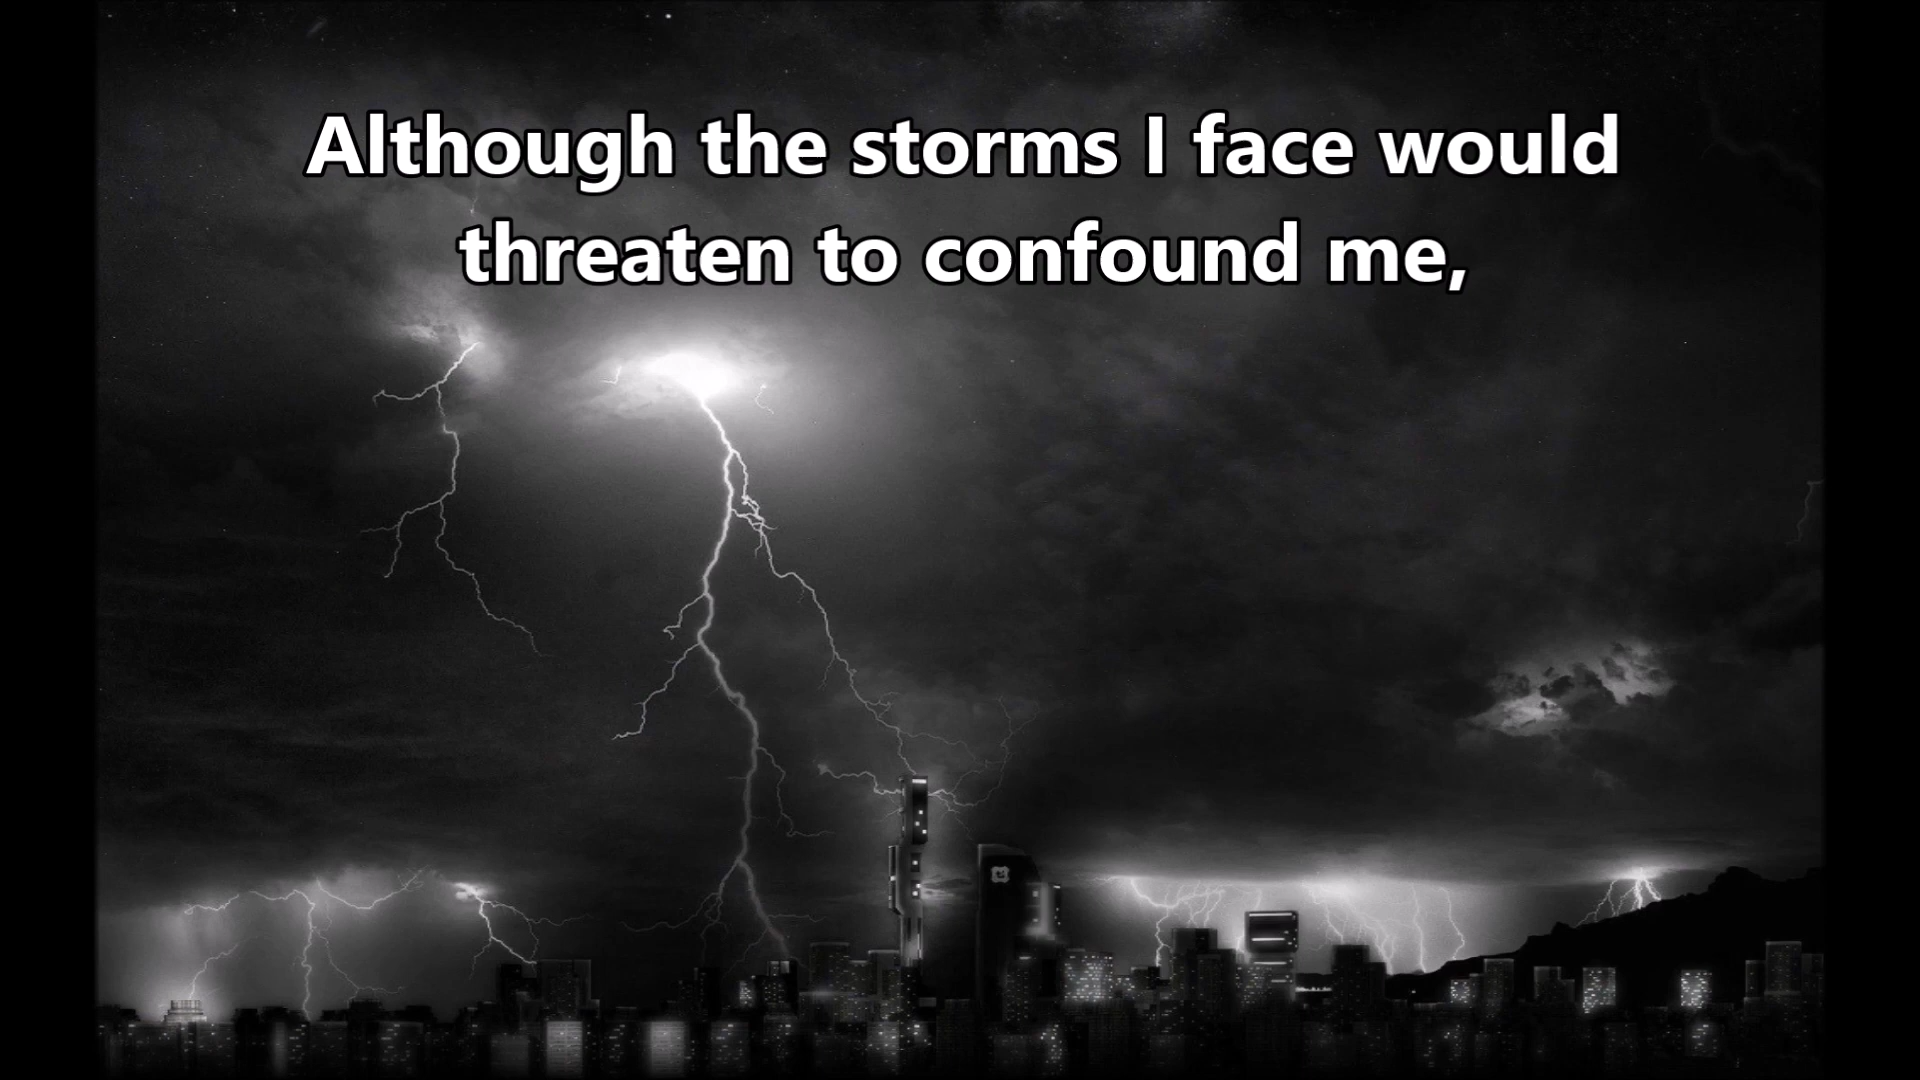 Although the storms I face would
threaten to confound me,